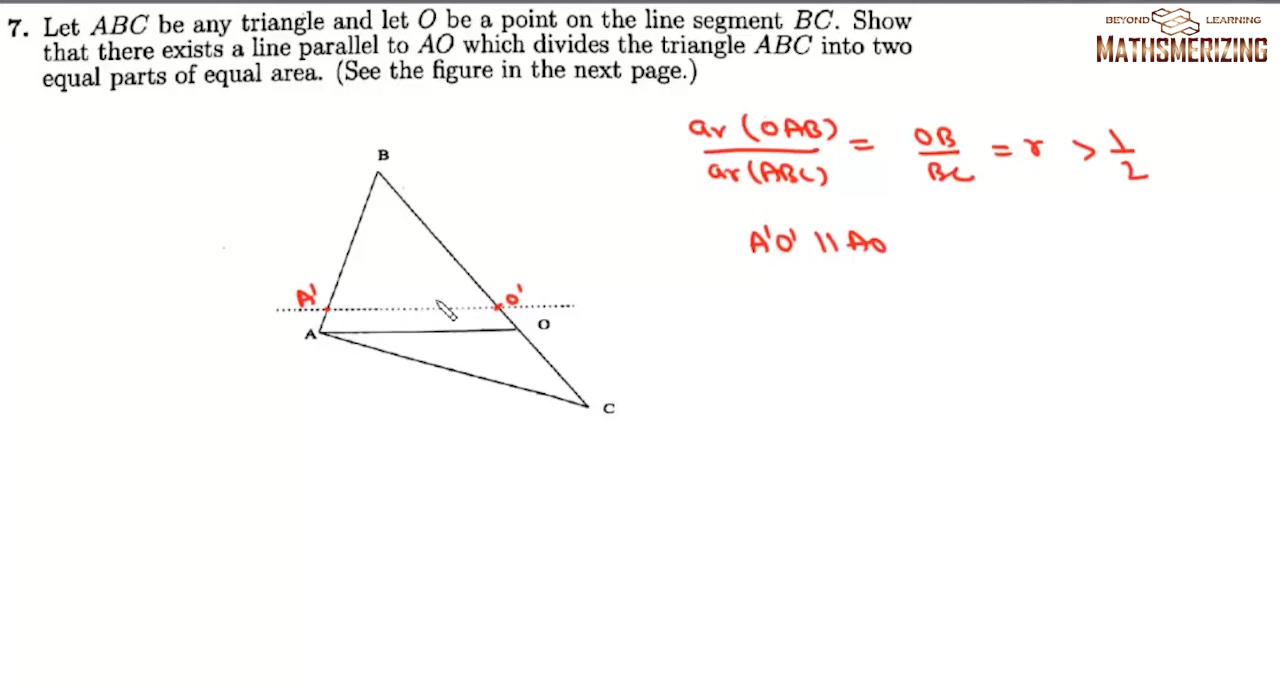 7. Let ABC be any triangle and let O be a point on the line segment BC. Show
that there exists a line parallel to AO which divides the triangle ABC into two
equal parts of equal area. (See the figure in the next page.)
BEYOND LEARNING
MATHSMERIZING
ar (OAB) / ar (ABC) = OB / BC = r > 1/2
A'O' || AO
B
A'
O'
A
O
C